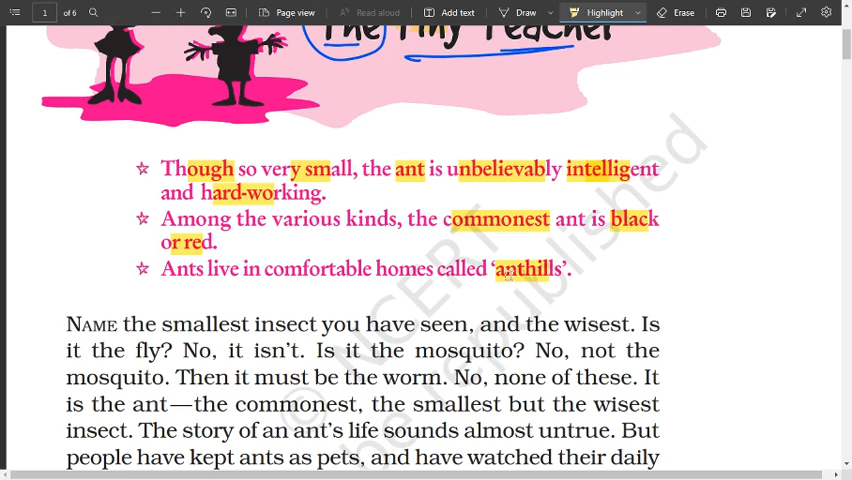 1 of 6
Page view
Read aloud
Add text
Draw
Highlight
Erase
The Tiny Teacher
Though so very small, the ant is unbelievably intelligent
and hard-working.
Among the various kinds, the commonest ant is black
or red.
Ants live in comfortable homes called ‘anthills’.
NAME the smallest insect you have seen, and the wisest. Is
it the fly? No, it isn’t. Is it the mosquito? No, not the
mosquito. Then it must be the worm. No, none of these. It
is the ant—the commonest, the smallest but the wisest
insect. The story of an ant’s life sounds almost untrue. But
people have kept ants as pets, and have watched their daily
© NCERT
be republished